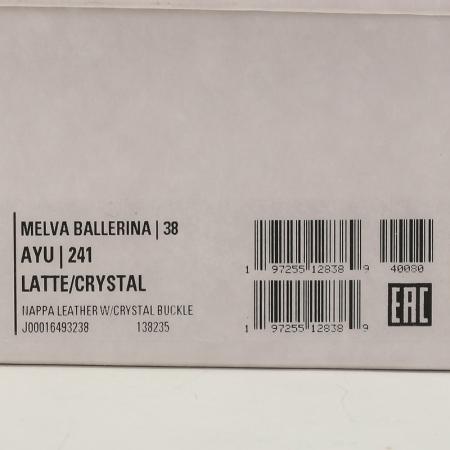 MELVA BALLERINA | 38
AYU | 241
LATTE/CRYSTAL
NAPPA LEATHER W/CRYSTAL BUCKLE
J00016493238 138235
1 97255 12838 9
40080
1 97255 12838 9
EAC